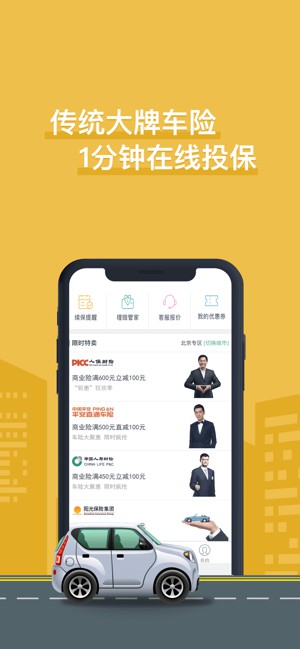 传统大牌车险
1分钟在线投保
续保提醒
理赔管家
客服报价
我的优惠券
限时特卖
北京专区 (切换城市)
PICC 人保财险
商业险满600元立减100元
"钜惠"狂欢季
中国平安 PING AN
平安直通车险
商业险满500元直减100元
车险大聚惠 限时疯抢
中国人寿财险
CHINA LIFE P&C
商业险满450元立减100元
车险大聚惠 限时疯抢
阳光保险集团